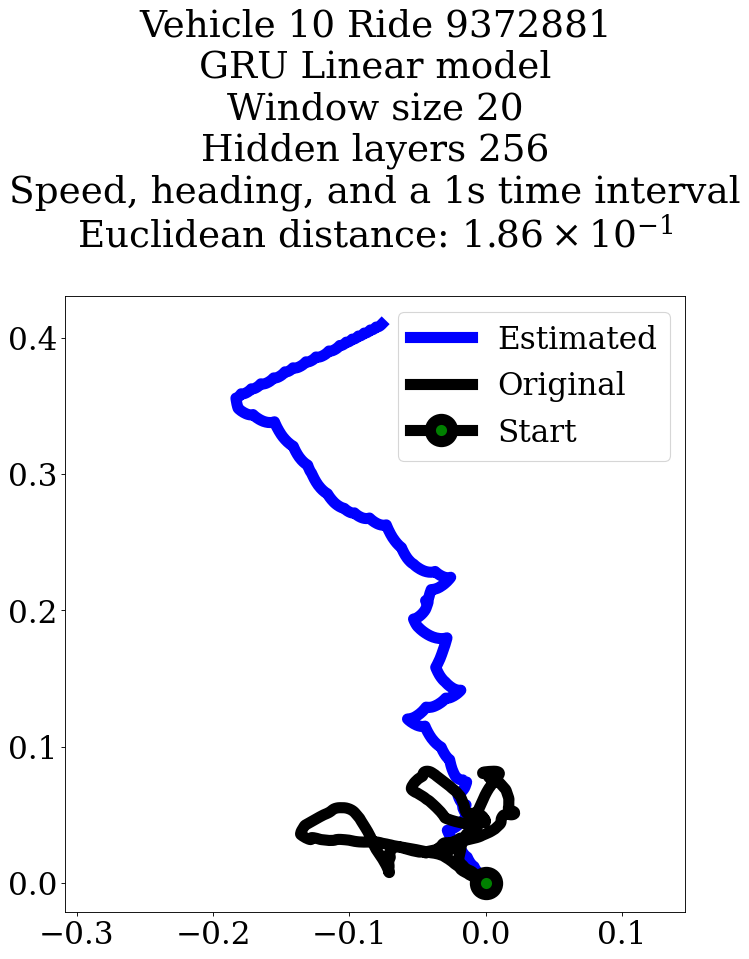 Vehicle 10 Ride 9372881
GRU Linear model
Window size 20
Hidden layers 256
Speed, heading, and a 1s time interval
Euclidean distance: 1.86 × 10⁻¹
Estimated
Original
Start
0.4
0.3
0.2
0.1
0.0
−0.3 −0.2 −0.1 0.0 0.1